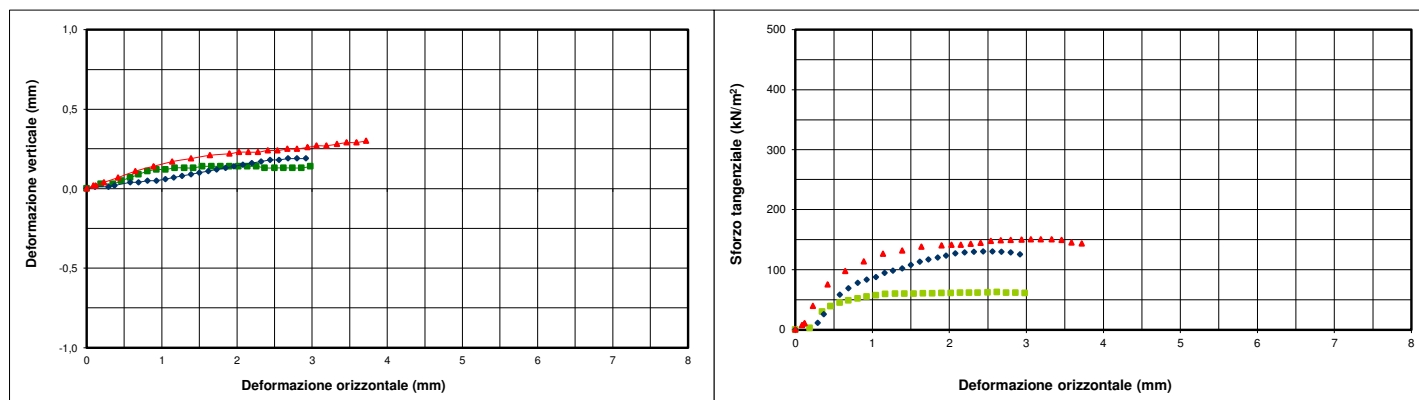 Deformazione verticale (mm)
1,0
0,5
0,0
-0,5
-1,0
0 1 2 3 4 5 6 7 8
Deformazione orizzontale (mm)
Sforzo tangenziale (kN/m²)
500
400
300
200
100
0
0 1 2 3 4 5 6 7 8
Deformazione orizzontale (mm)